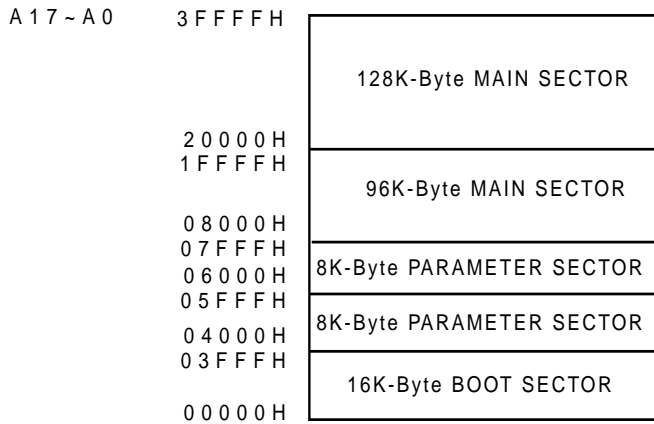 A17~A0 3FFFFH
128K-Byte MAIN SECTOR
20000H
1FFFFH
96K-Byte MAIN SECTOR
08000H
07FFFH
8K-Byte PARAMETER SECTOR
06000H
05FFFH
8K-Byte PARAMETER SECTOR
04000H
03FFFH
16K-Byte BOOT SECTOR
00000H